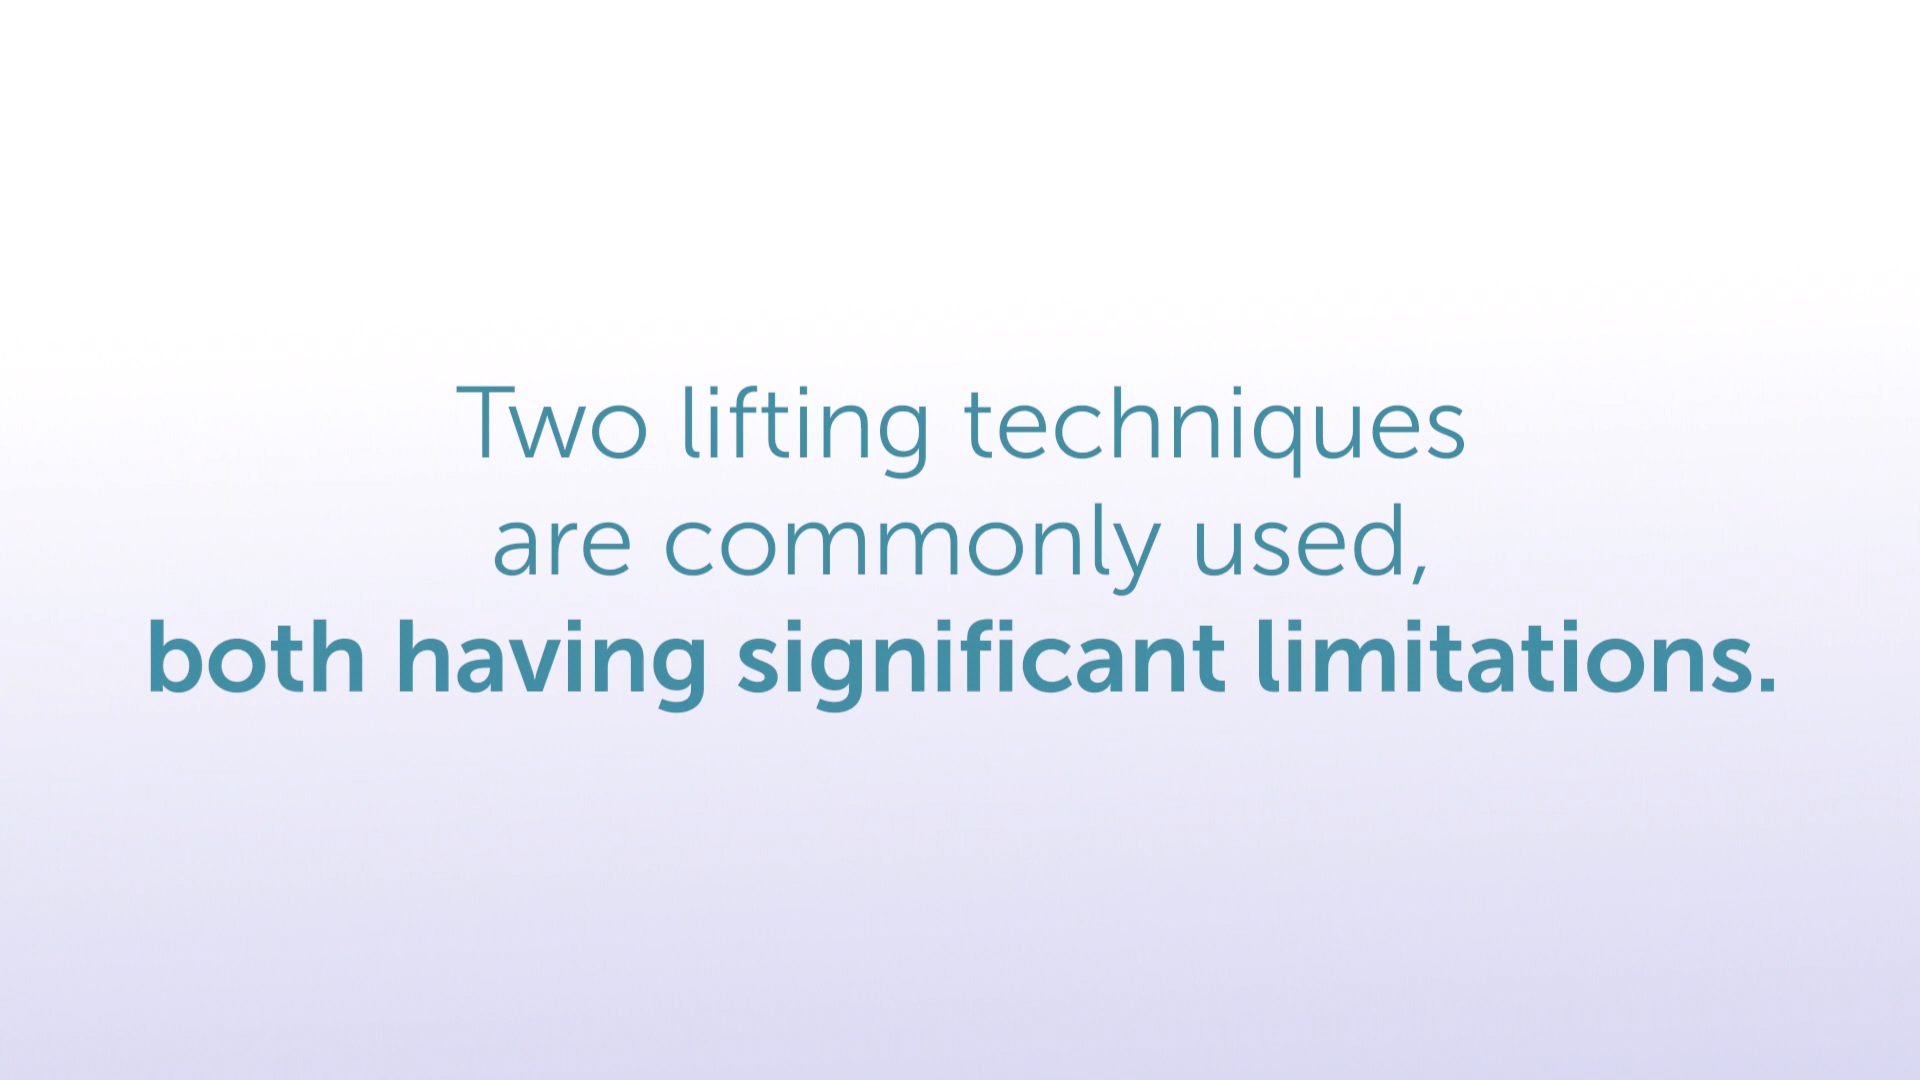 Two lifting techniques
are commonly used,
both having significant limitations.